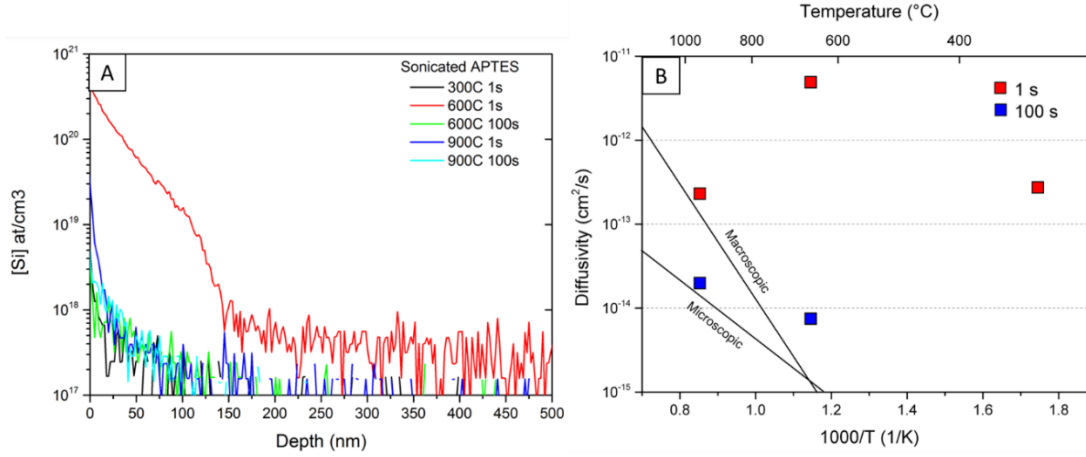 A
Sonicated APTES
300C 1s
600C 1s
600C 100s
900C 1s
900C 100s
10^21
10^20
10^19
10^18
10^17
[Si] at/cm3
0 50 100 150 200 250 300 350 400 450 500
Depth (nm)
Temperature (°C)
1000 800 600 400
B
1 s
100 s
10^-11
10^-12
10^-13
10^-14
10^-15
Diffusivity (cm²/s)
Macroscopic
Microscopic
0.8 1.0 1.2 1.4 1.6 1.8
1000/T (1/K)